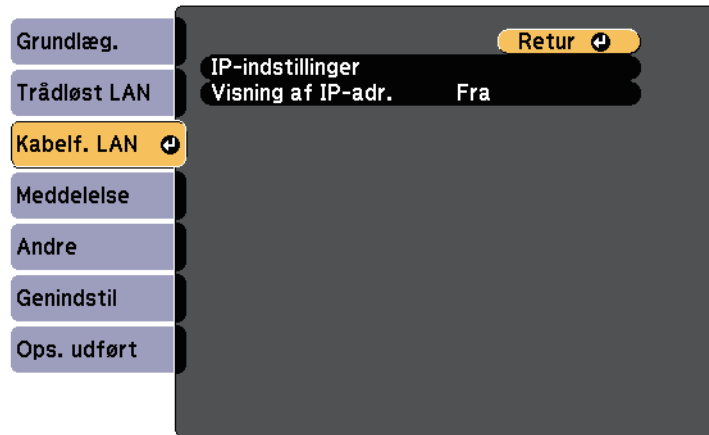 Grundlæg.
Trådløst LAN
Kabelf. LAN
Meddelelse
Andre
Genindstil
Ops. udført
Retur
IP-indstillinger
Visning af IP-adr. Fra